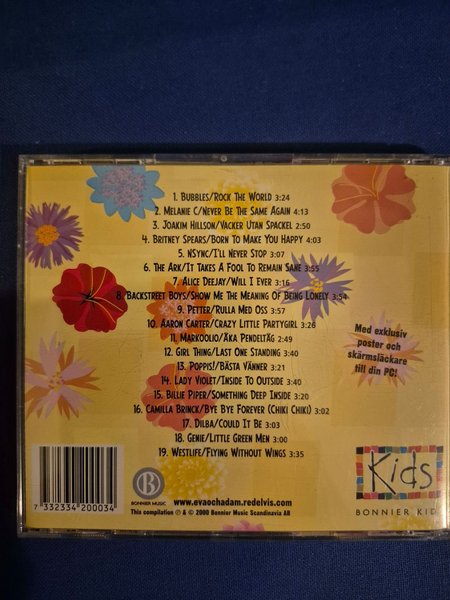 1. Bubbles/Rock The World 3:24
2. Melanie C/Never Be The Same Again 4:13
3. Joakim Hillson/Vacker Utan Spackel 2:50
4. Britney Spears/Born To Make You Happy 4:03
5. NSync/I'll Never Stop 3:07
6. The Ark/It Takes A Fool To Remain Sane 3:55
7. Alice Deejay/Will I Ever 3:16
8. Backstreet Boys/Show Me The Meaning Of Being Lonely 3:54
9. Petter/Rulla Med Oss 3:57
10. Aaron Carter/Crazy Little Partygirl 3:26
11. Markoolio/Åka Pendeltåg 2:49
12. Girl Thing/Last One Standing 3:40
13. Poppis!/Bästa Vänner 3:21
14. Lady Violet/Inside To Outside 3:40
15. Billie Piper/Something Deep Inside 3:20
16. Camilla Brinck/Bye Bye Forever (Chiki Chiki) 3:02
17. Dilba/Could It Be 3:03
18. Genie/Little Green Men 3:00
19. Westlife/Flying Without Wings 3:35
Med exklusiv
poster och
skärmsläckare
till din PC!
7 332334 200034
B
BONNIER MUSIC
www.evaochadam.redelvis.com
This compilation ℗ & © 2000 Bonnier Music Scandinavia AB
Kids
BONNIER KID